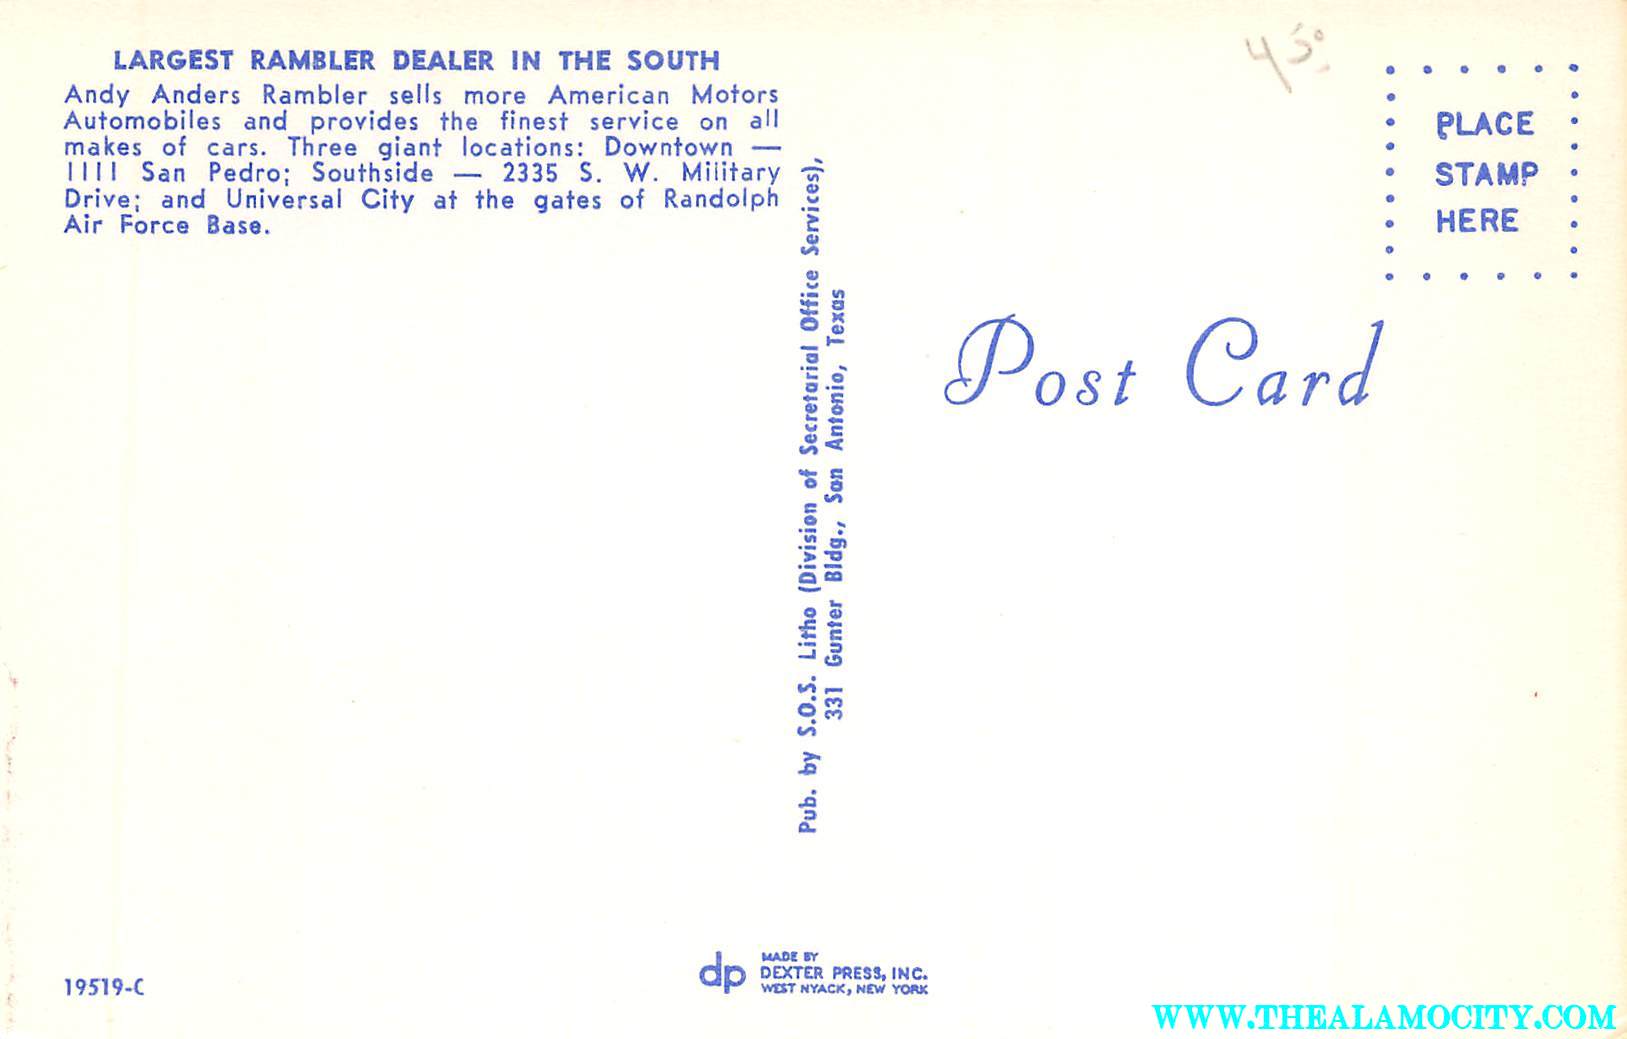 LARGEST RAMBLER DEALER IN THE SOUTH
Andy Anders Rambler sells more American Motors
Automobiles and provides the finest service on all
makes of cars. Three giant locations: Downtown —
1111 San Pedro; Southside — 2335 S. W. Military
Drive; and Universal City at the gates of Randolph
Air Force Base.
Pub. by S.O.S. Litho (Division of Secretarial Office Services),
331 Gunter Bldg., San Antonio, Texas
PLACE
STAMP
HERE
Post Card
19519-C
dp
MADE BY
DEXTER PRESS, INC.
WEST NYACK, NEW YORK
WWW.THEALAMOCITY.COM